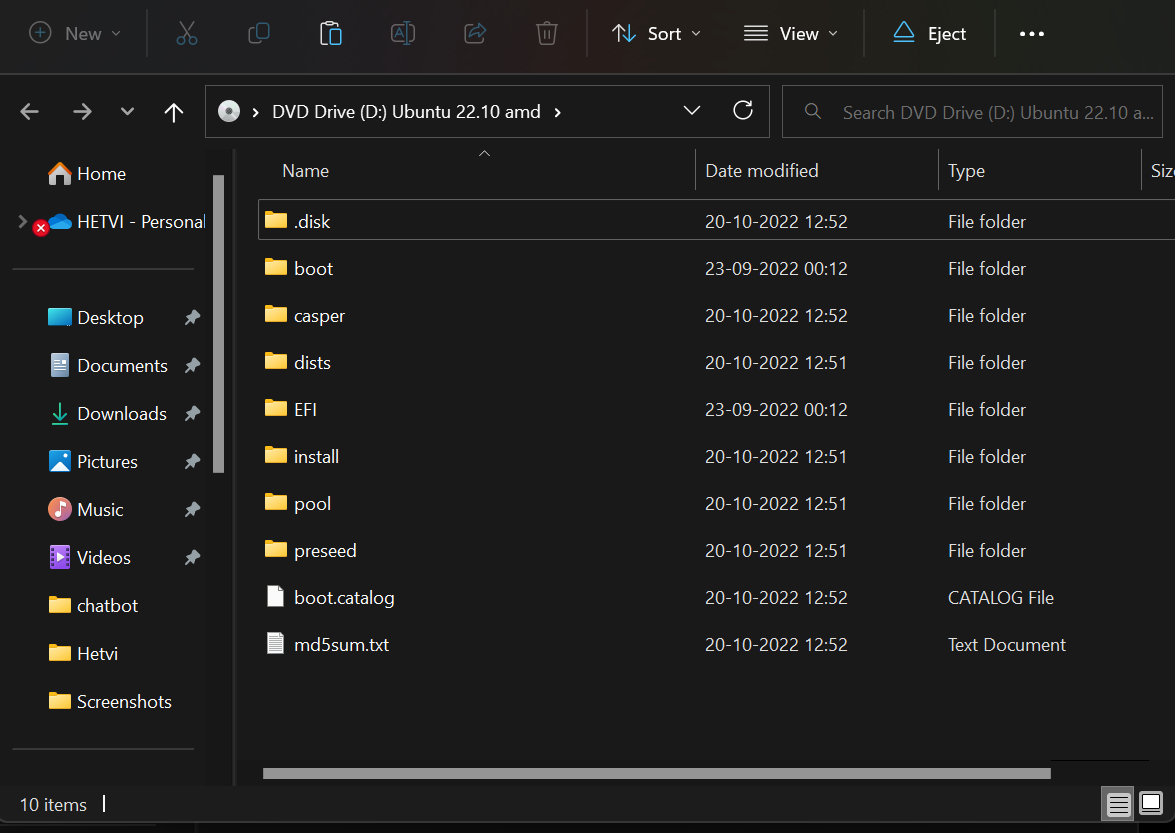 New Sort View Eject
DVD Drive (D:) Ubuntu 22.10 amd Search DVD Drive (D:) Ubuntu 22.10 a...
Home
HETVI - Personal
Desktop
Documents
Downloads
Pictures
Music
Videos
chatbot
Hetvi
Screenshots
Name Date modified Type Siz
.disk 20-10-2022 12:52 File folder
boot 23-09-2022 00:12 File folder
casper 20-10-2022 12:52 File folder
dists 20-10-2022 12:51 File folder
EFI 23-09-2022 00:12 File folder
install 20-10-2022 12:51 File folder
pool 20-10-2022 12:51 File folder
preseed 20-10-2022 12:51 File folder
boot.catalog 20-10-2022 12:52 CATALOG File
md5sum.txt 20-10-2022 12:52 Text Document
10 items